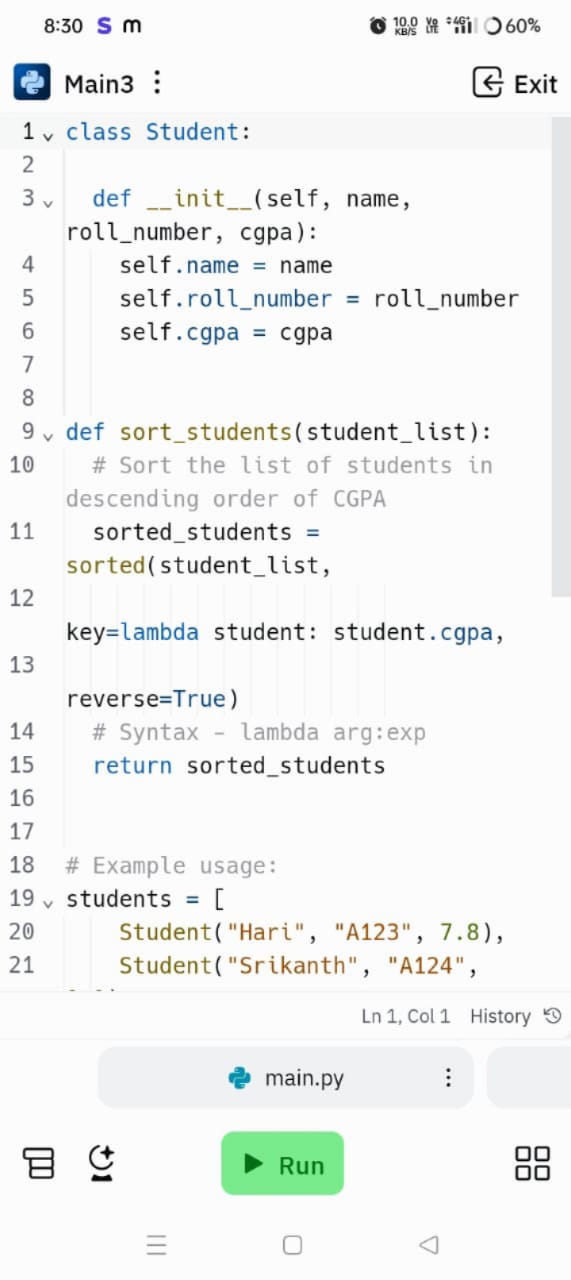 8:30 S m 10.0 KB/S Vo LTE 4G 60%
Main3 Exit
1 class Student:
2
3 def __init__(self, name,
roll_number, cgpa):
4 self.name = name
5 self.roll_number = roll_number
6 self.cgpa = cgpa
7
8
9 def sort_students(student_list):
10 # Sort the list of students in
descending order of CGPA
11 sorted_students =
sorted(student_list,
12
key=lambda student: student.cgpa,
13
reverse=True)
14 # Syntax - lambda arg:exp
15 return sorted_students
16
17
18 # Example usage:
19 students = [
20 Student("Hari", "A123", 7.8),
21 Student("Srikanth", "A124",
Ln 1, Col 1 History
main.py
Run